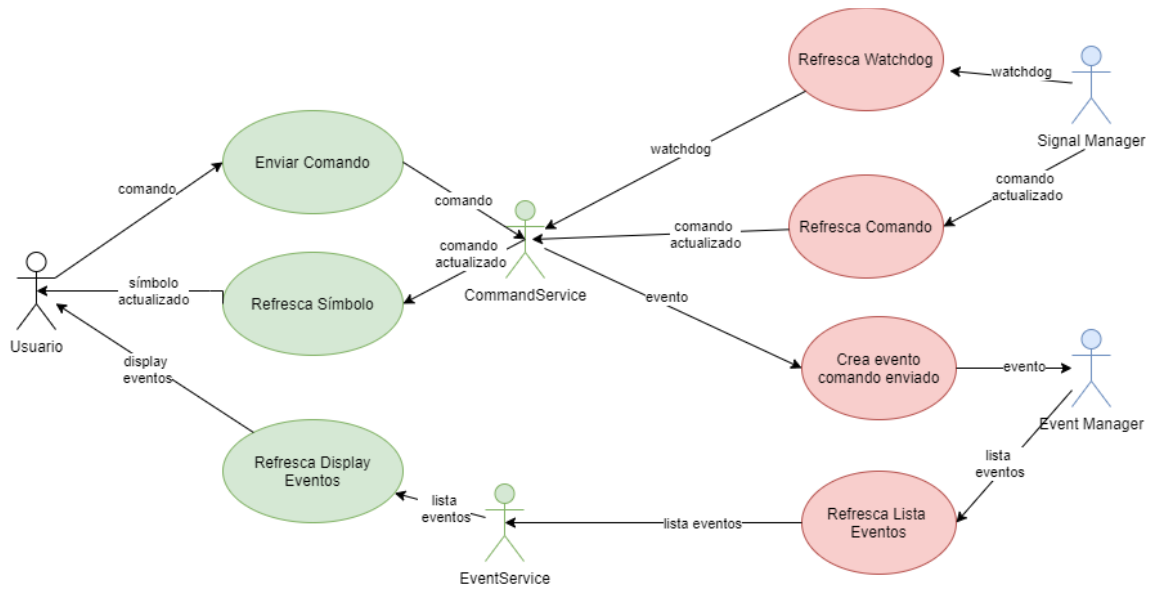 Refresca Watchdog
watchdog
Signal Manager
watchdog
Enviar Comando
comando
comando
comando
actualizado
Refresca Comando
comando
actualizado
comando
actualizado
CommandService
símbolo
actualizado
Refresca Símbolo
evento
Usuario
display
eventos
Crea evento
comando enviado
evento
Event Manager
lista
eventos
Refresca Display
Eventos
lista
eventos
EventService
lista eventos
Refresca Lista
Eventos